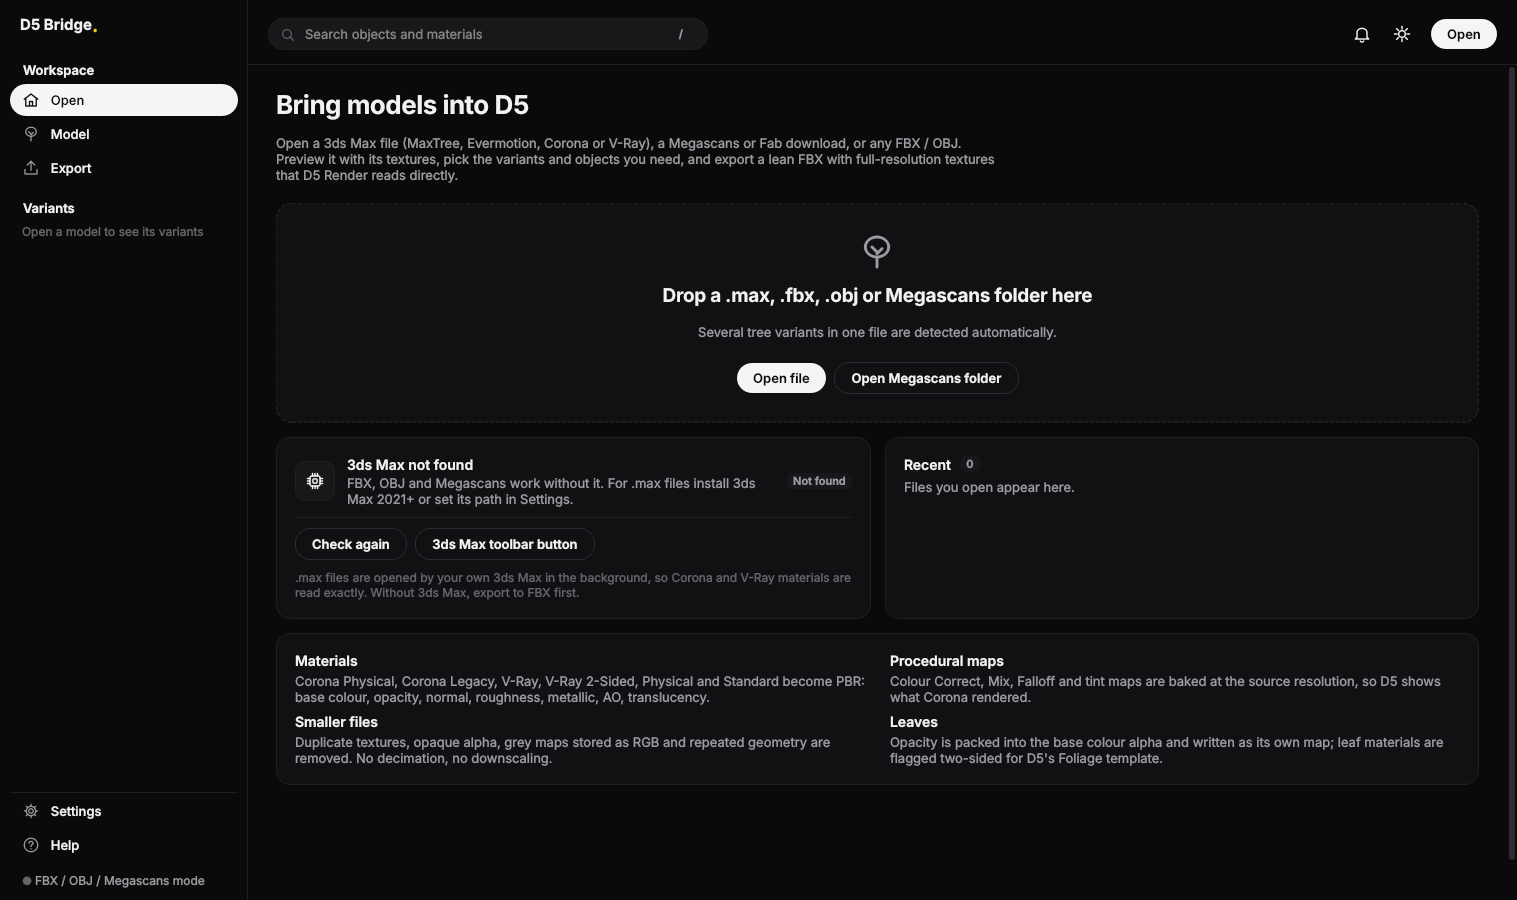 D5 Bridge.
Workspace
Open
Model
Export
Variants
Open a model to see its variants
Settings
Help
FBX / OBJ / Megascans mode
Search objects and materials /
Open
Bring models into D5
Open a 3ds Max file (MaxTree, Evermotion, Corona or V-Ray), a Megascans or Fab download, or any FBX / OBJ.
Preview it with its textures, pick the variants and objects you need, and export a lean FBX with full-resolution textures
that D5 Render reads directly.
Drop a .max, .fbx, .obj or Megascans folder here
Several tree variants in one file are detected automatically.
Open file
Open Megascans folder
3ds Max not found
FBX, OBJ and Megascans work without it. For .max files install 3ds
Max 2021+ or set its path in Settings.
Not found
Check again
3ds Max toolbar button
.max files are opened by your own 3ds Max in the background, so Corona and V-Ray materials are
read exactly. Without 3ds Max, export to FBX first.
Recent 0
Files you open appear here.
Materials
Corona Physical, Corona Legacy, V-Ray, V-Ray 2-Sided, Physical and Standard become PBR:
base colour, opacity, normal, roughness, metallic, AO, translucency.
Procedural maps
Colour Correct, Mix, Falloff and tint maps are baked at the source resolution, so D5 shows
what Corona rendered.
Smaller files
Duplicate textures, opaque alpha, grey maps stored as RGB and repeated geometry are
removed. No decimation, no downscaling.
Leaves
Opacity is packed into the base colour alpha and written as its own map; leaf materials are
flagged two-sided for D5's Foliage template.